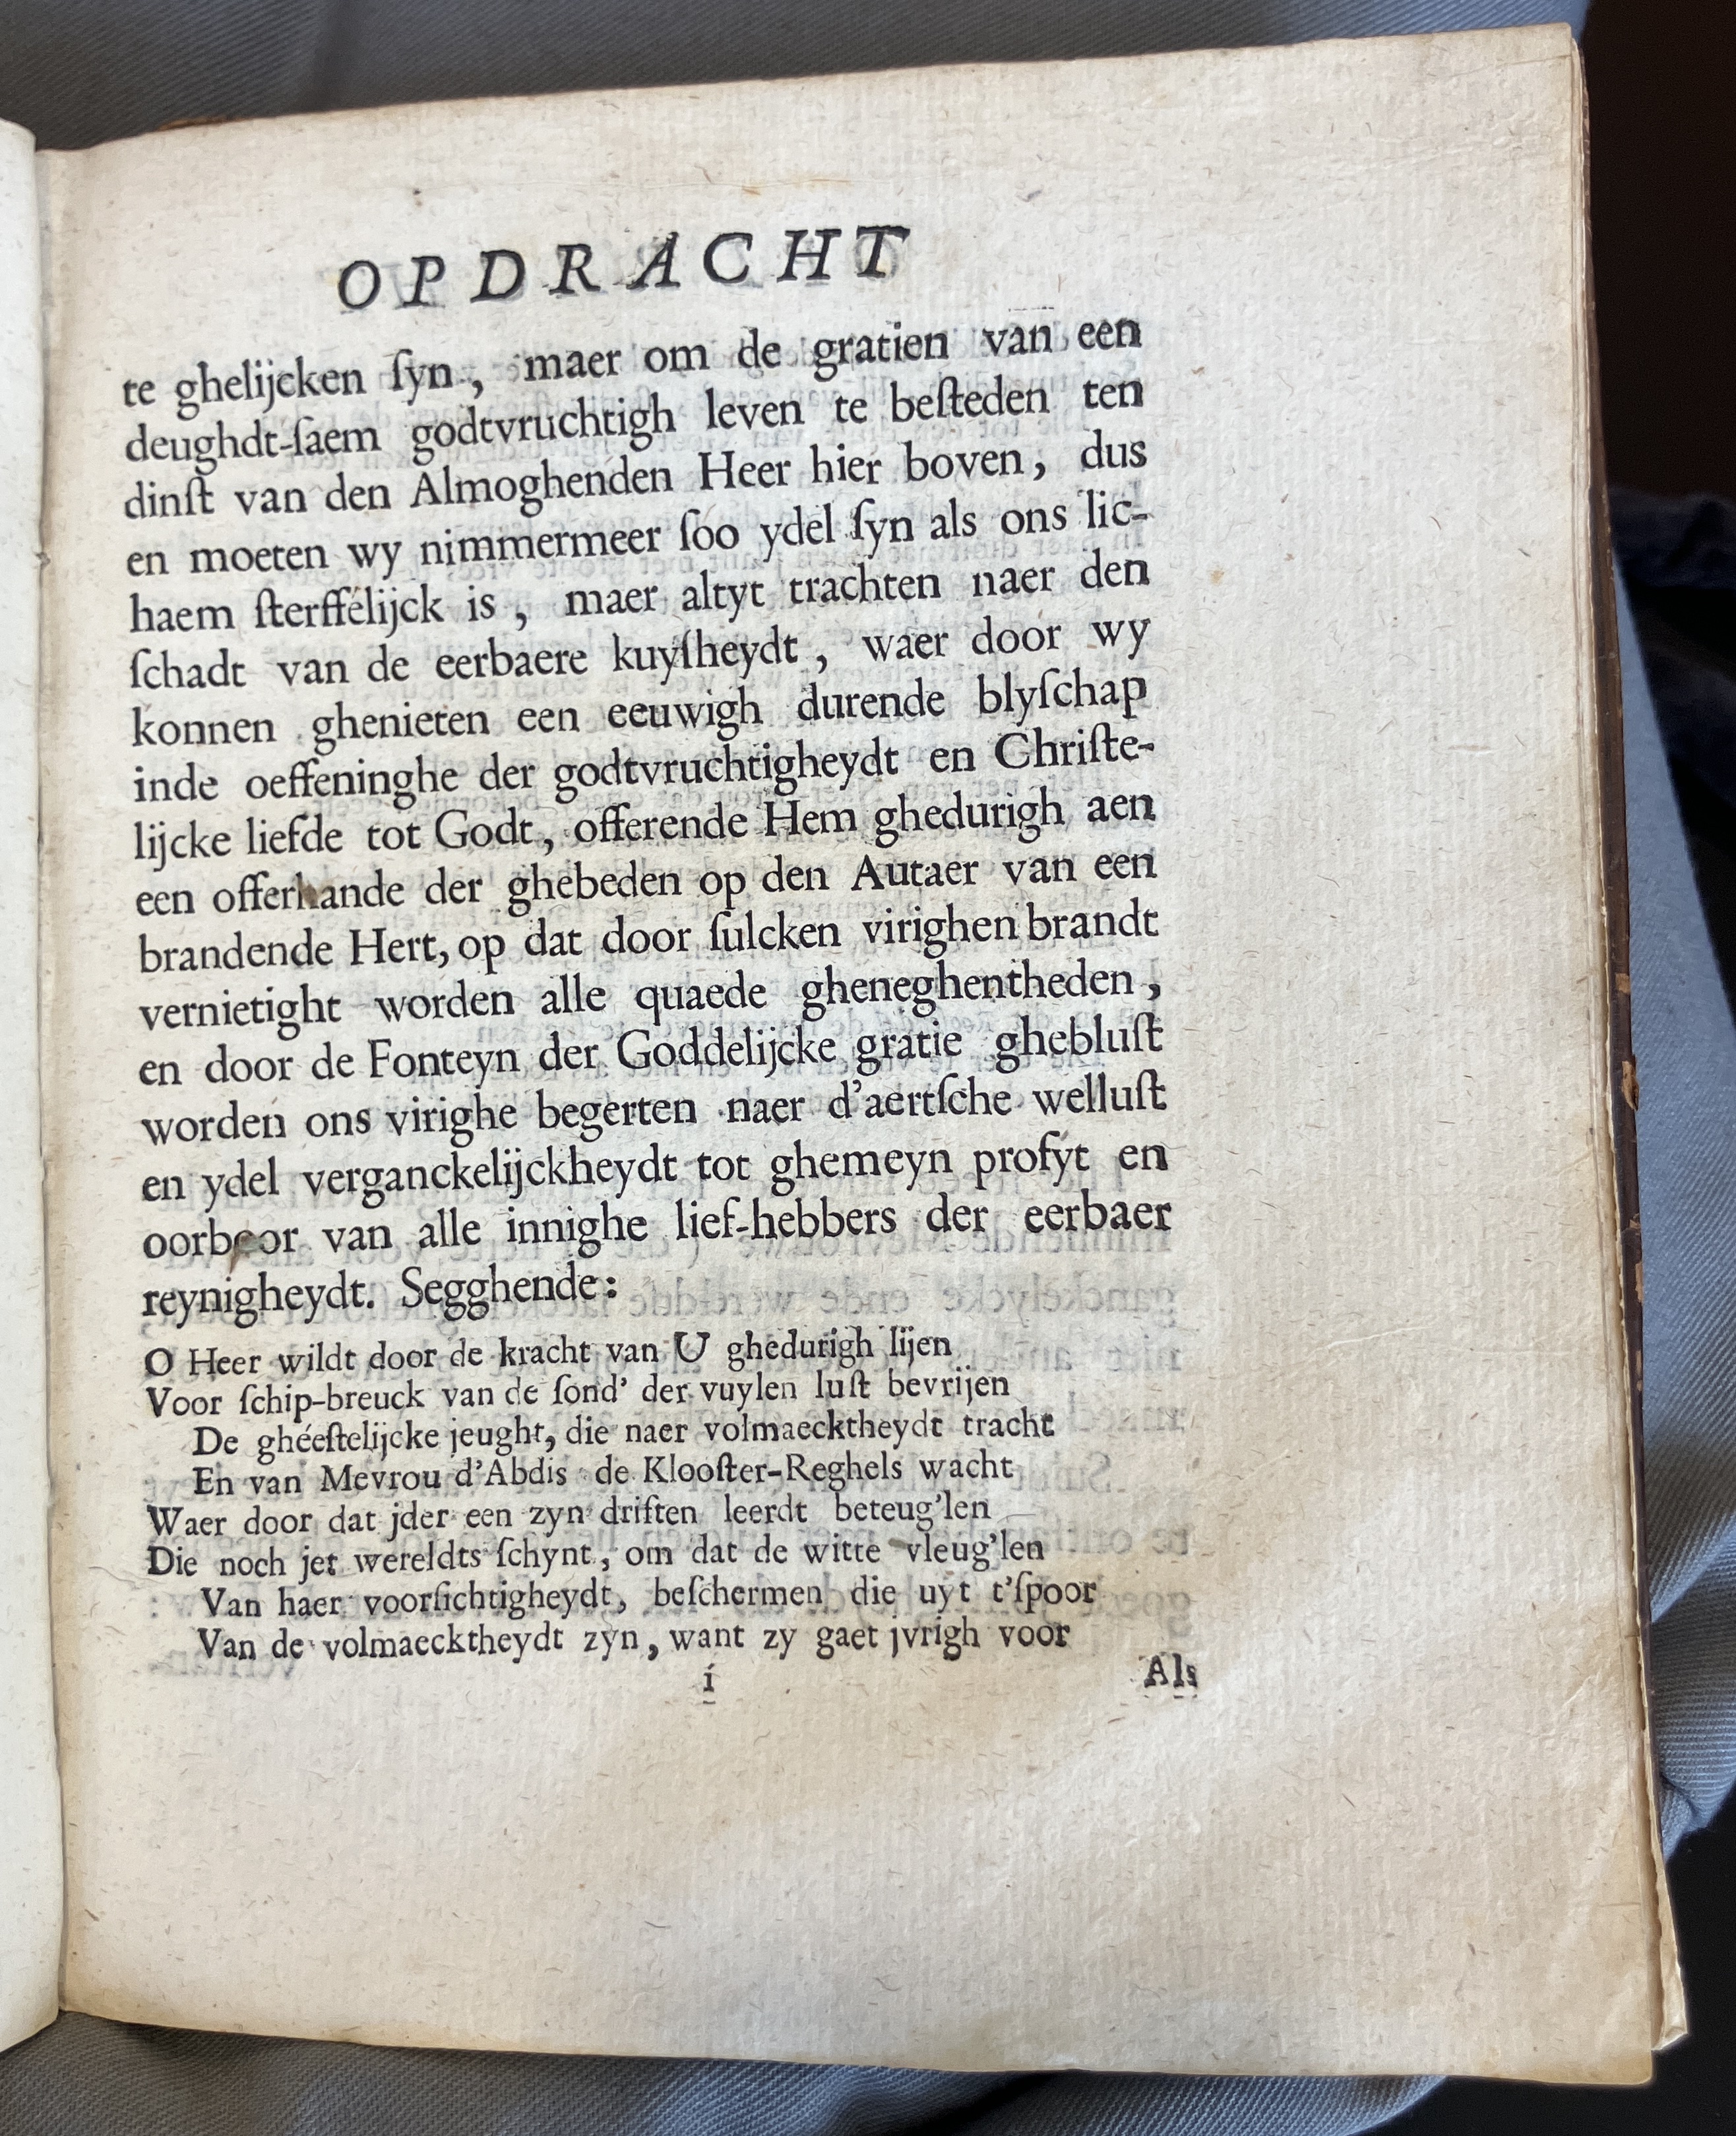 OPDRACHT
te ghelijcken ſyn, maer om de gratien van een
deughdt-ſaem godtvruchtigh leven te beſteden ten
dinſt van den Almoghenden Heer hier boven, dus
en moeten wy nimmermeer ſoo ydel ſyn als ons lic-
haem ſterffelijck is, maer altyt trachten naer den
ſchadt van de eerbaere kuyſheydt, waer door wy
konnen ghenieten een eeuwigh durende blyſchap
inde oeffeninghe der godtvruchtigheydt en Chriſte-
lijcke liefde tot Godt, offerende Hem ghedurigh aen
een offerhande der ghebeden op den Autaer van een
brandende Hert, op dat door ſulcken virighen brandt
vernietight worden alle quaede gheneghentheden,
en door de Fonteyn der Goddelijcke gratie ghebluſt
worden ons virighe begerten naer d'aertſche welluſt
en ydel verganckelijckheydt tot ghemeyn profyt en
oorboor van alle innighe lief-hebbers der eerbaer
reynigheydt. Segghende:
O Heer wildt door de kracht van U ghedurigh lijen
Voor ſchip-breuck van de ſond' der vuylen luſt bevrijen
De gheeſtelijcke jeught, die naer volmaecktheydt tracht
En van Mevrou d'Abdis de Klooſter-Reghels wacht
Waer door dat jder een zyn driften leerdt beteug'len
Die noch jet wereldts ſchynt, om dat de witte vleug'len
Van haer voorſichtigheydt, beſchermen die uyt t'ſpoor
Van de volmaecktheydt zyn, want zy gaet jvrigh voor
í Als